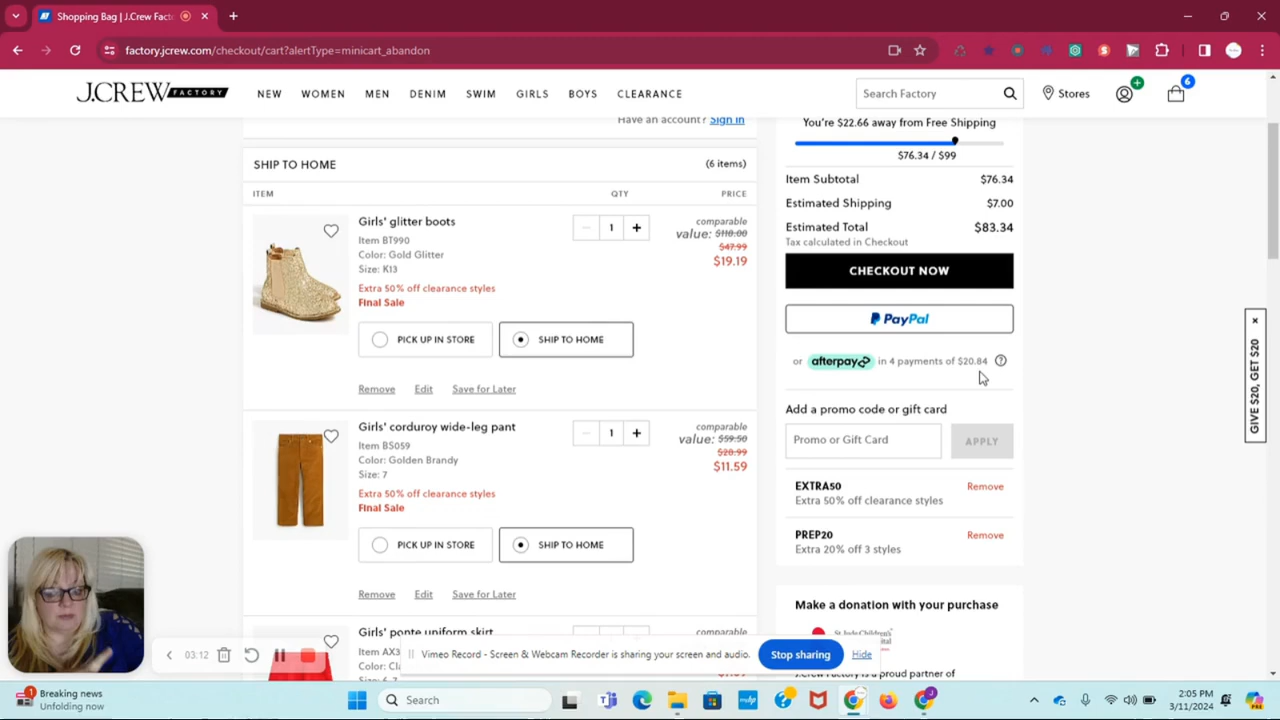 Shopping Bag | J.Crew Fact
factory.jcrew.com/checkout/cart?alertType=minicart_abandon
J.CREW FACTORY
NEW WOMEN MEN DENIM SWIM GIRLS BOYS CLEARANCE
Search Factory
Stores
6
Have an account? Sign in
SHIP TO HOME (6 items)
ITEM QTY PRICE
Girls' glitter boots
Item BT990
Color: Gold Glitter
Size: K13
Extra 50% off clearance styles
Final Sale
1
comparable
value: $118.00
$47.99
$19.19
PICK UP IN STORE
SHIP TO HOME
Remove Edit Save for Later
Girls' corduroy wide-leg pant
Item BS059
Color: Golden Brandy
Size: 7
Extra 50% off clearance styles
Final Sale
1
comparable
value: $59.50
$28.99
$11.59
PICK UP IN STORE
SHIP TO HOME
Remove Edit Save for Later
Girls' ponte uniform skirt
Item AX3
You're $22.66 away from Free Shipping
$76.34 / $99
Item Subtotal $76.34
Estimated Shipping $7.00
Estimated Total $83.34
Tax calculated in Checkout
CHECKOUT NOW
PayPal
or afterpay in 4 payments of $20.84
Add a promo code or gift card
Promo or Gift Card
APPLY
EXTRA50 Remove
Extra 50% off clearance styles
PREP20 Remove
Extra 20% off 3 styles
Make a donation with your purchase
St. Jude Children's
J.Crew Factory is a proud partner of
GIVE $20, GET $20
03:12
Vimeo Record - Screen & Webcam Recorder is sharing your screen and audio.
Stop sharing
Hide
Breaking news
Unfolding now
Search
2:05 PM
3/11/2024